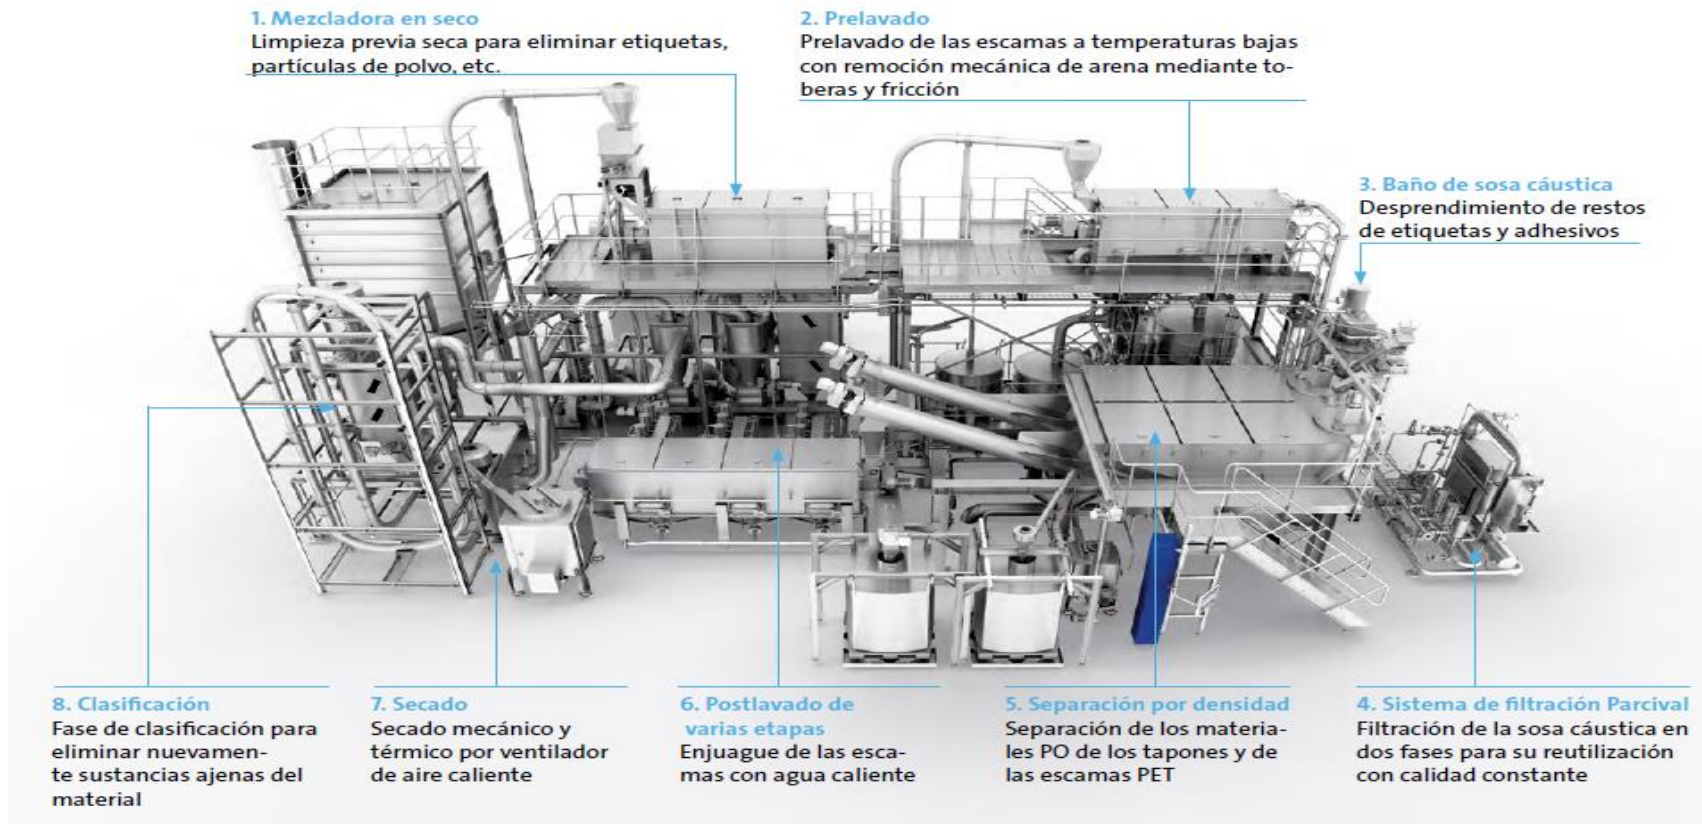 1. Mezcladora en seco
Limpieza previa seca para eliminar etiquetas,
partículas de polvo, etc.
2. Prelavado
Prelavado de las escamas a temperaturas bajas
con remoción mecánica de arena mediante to-
beras y fricción
3. Baño de sosa cáustica
Desprendimiento de restos
de etiquetas y adhesivos
8. Clasificación
Fase de clasificación para
eliminar nuevamen-
te sustancias ajenas del
material
7. Secado
Secado mecánico y
térmico por ventilador
de aire caliente
6. Postlavado de
varias etapas
Enjuague de las esca-
mas con agua caliente
5. Separación por densidad
Separación de los materia-
les PO de los tapones y de
las escamas PET
4. Sistema de filtración Parcival
Filtración de la sosa cáustica en
dos fases para su reutilización
con calidad constante